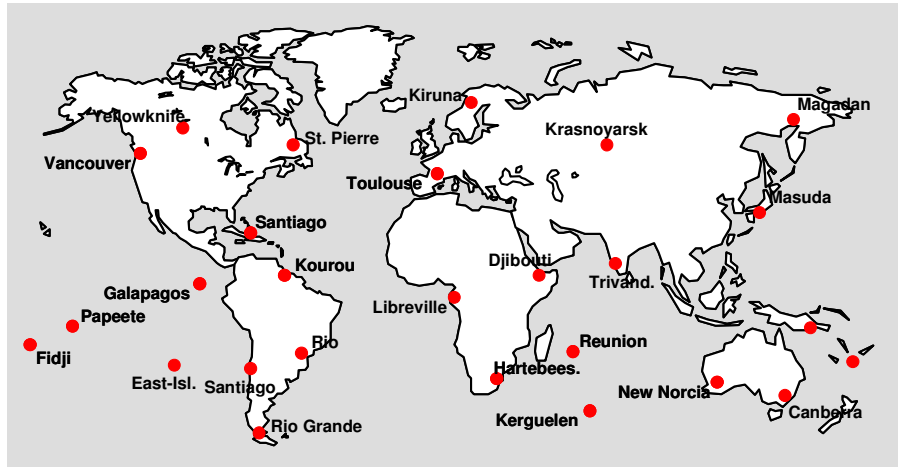 Kiruna
Magadan
Yellowknife
Krasnoyarsk
St. Pierre
Vancouver
Toulouse
Masuda
Santiago
Djibouti
Kourou
Trivand.
Galapagos
Libreville
Papeete
Rio
Reunion
Fidji
Hartebees.
East-Isl.
Santiago
New Norcia
Canberra
Kerguelen
Rio Grande